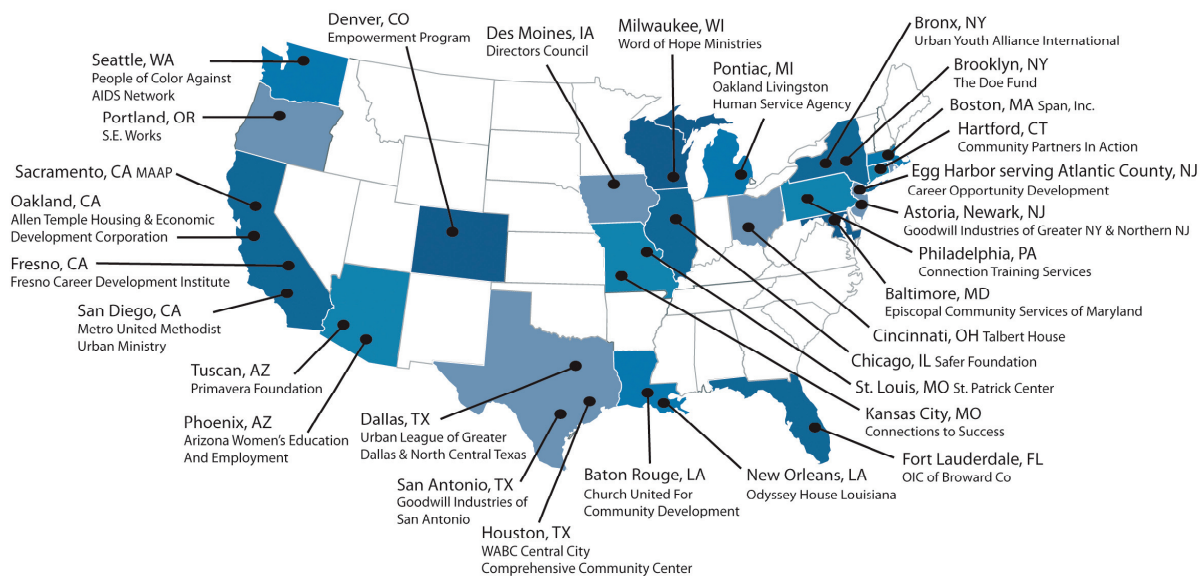 Seattle, WA
People of Color Against
AIDS Network
Portland, OR
S.E. Works
Sacramento, CA MAAP
Oakland, CA
Allen Temple Housing & Economic
Development Corporation
Fresno, CA
Fresno Career Development Institute
San Diego, CA
Metro United Methodist
Urban Ministry
Tuscan, AZ
Primavera Foundation
Phoenix, AZ
Arizona Women's Education
And Employment
Denver, CO
Empowerment Program
Des Moines, IA
Directors Council
Milwaukee, WI
Word of Hope Ministries
Pontiac, MI
Oakland Livingston
Human Service Agency
Bronx, NY
Urban Youth Alliance International
Brooklyn, NY
The Doe Fund
Boston, MA Span, Inc.
Hartford, CT
Community Partners In Action
Egg Harbor serving Atlantic County, NJ
Career Opportunity Development
Astoria, Newark, NJ
Goodwill Industries of Greater NY & Northern NJ
Philadelphia, PA
Connection Training Services
Baltimore, MD
Episcopal Community Services of Maryland
Cincinnati, OH Talbert House
Chicago, IL Safer Foundation
St. Louis, MO St. Patrick Center
Kansas City, MO
Connections to Success
Fort Lauderdale, FL
OIC of Broward Co
Dallas, TX
Urban League of Greater
Dallas & North Central Texas
San Antonio, TX
Goodwill Industries of
San Antonio
Houston, TX
WABC Central City
Comprehensive Community Center
Baton Rouge, LA
Church United For
Community Development
New Orleans, LA
Odyssey House Louisiana